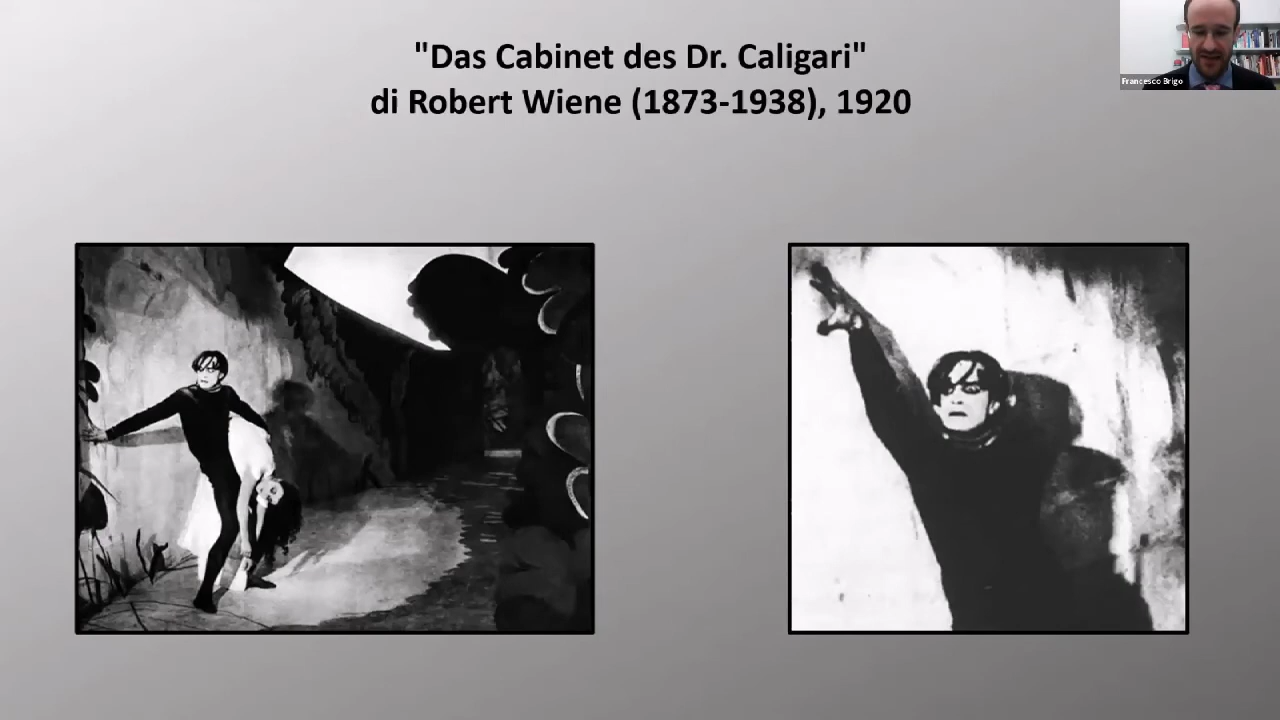 "Das Cabinet des Dr. Caligari"
di Robert Wiene (1873-1938), 1920
Francesco Brigo